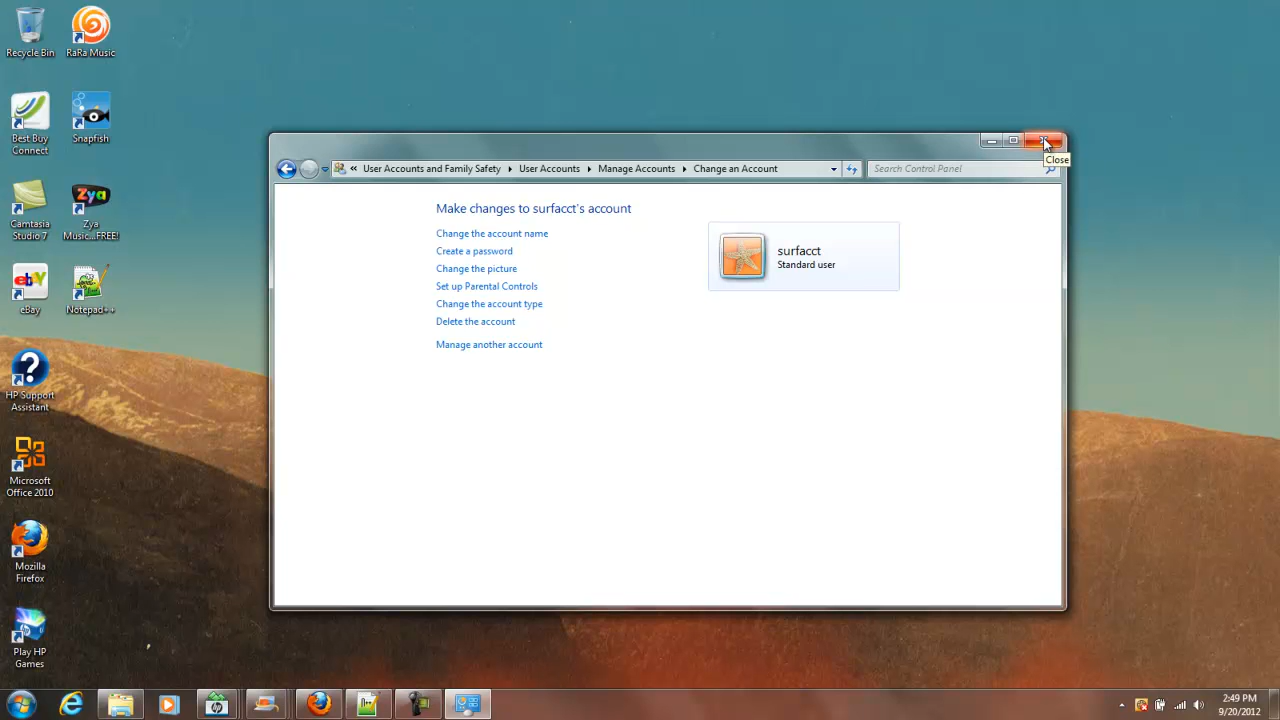 Recycle Bin
RaRa Music
Best Buy
Connect
Snapfish
Camtasia
Studio 7
Zya
Zya
Music...FREE!
ebay
eBay
Notepad++
?
HP Support
Assistant
Microsoft
Office 2010
Mozilla
Firefox
hp
Play HP
Games
Close
« User Accounts and Family Safety User Accounts Manage Accounts Change an Account
Search Control Panel
Make changes to surfacct's account
Change the account name
Create a password
Change the picture
Set up Parental Controls
Change the account type
Delete the account
Manage another account
surfacct
Standard user
hp
2:49 PM
9/20/2012